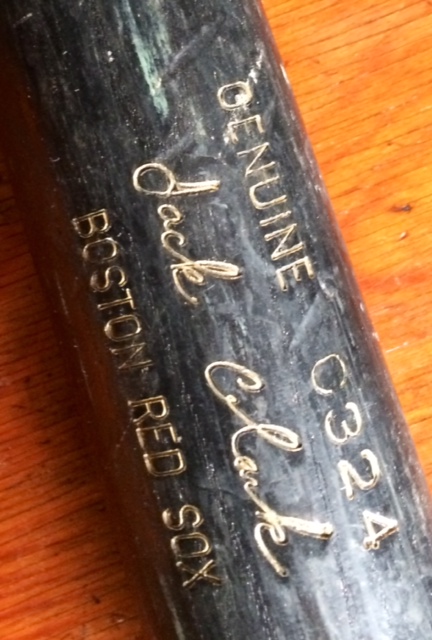 GENUINE C324
Jack Clark
BOSTON RED SOX